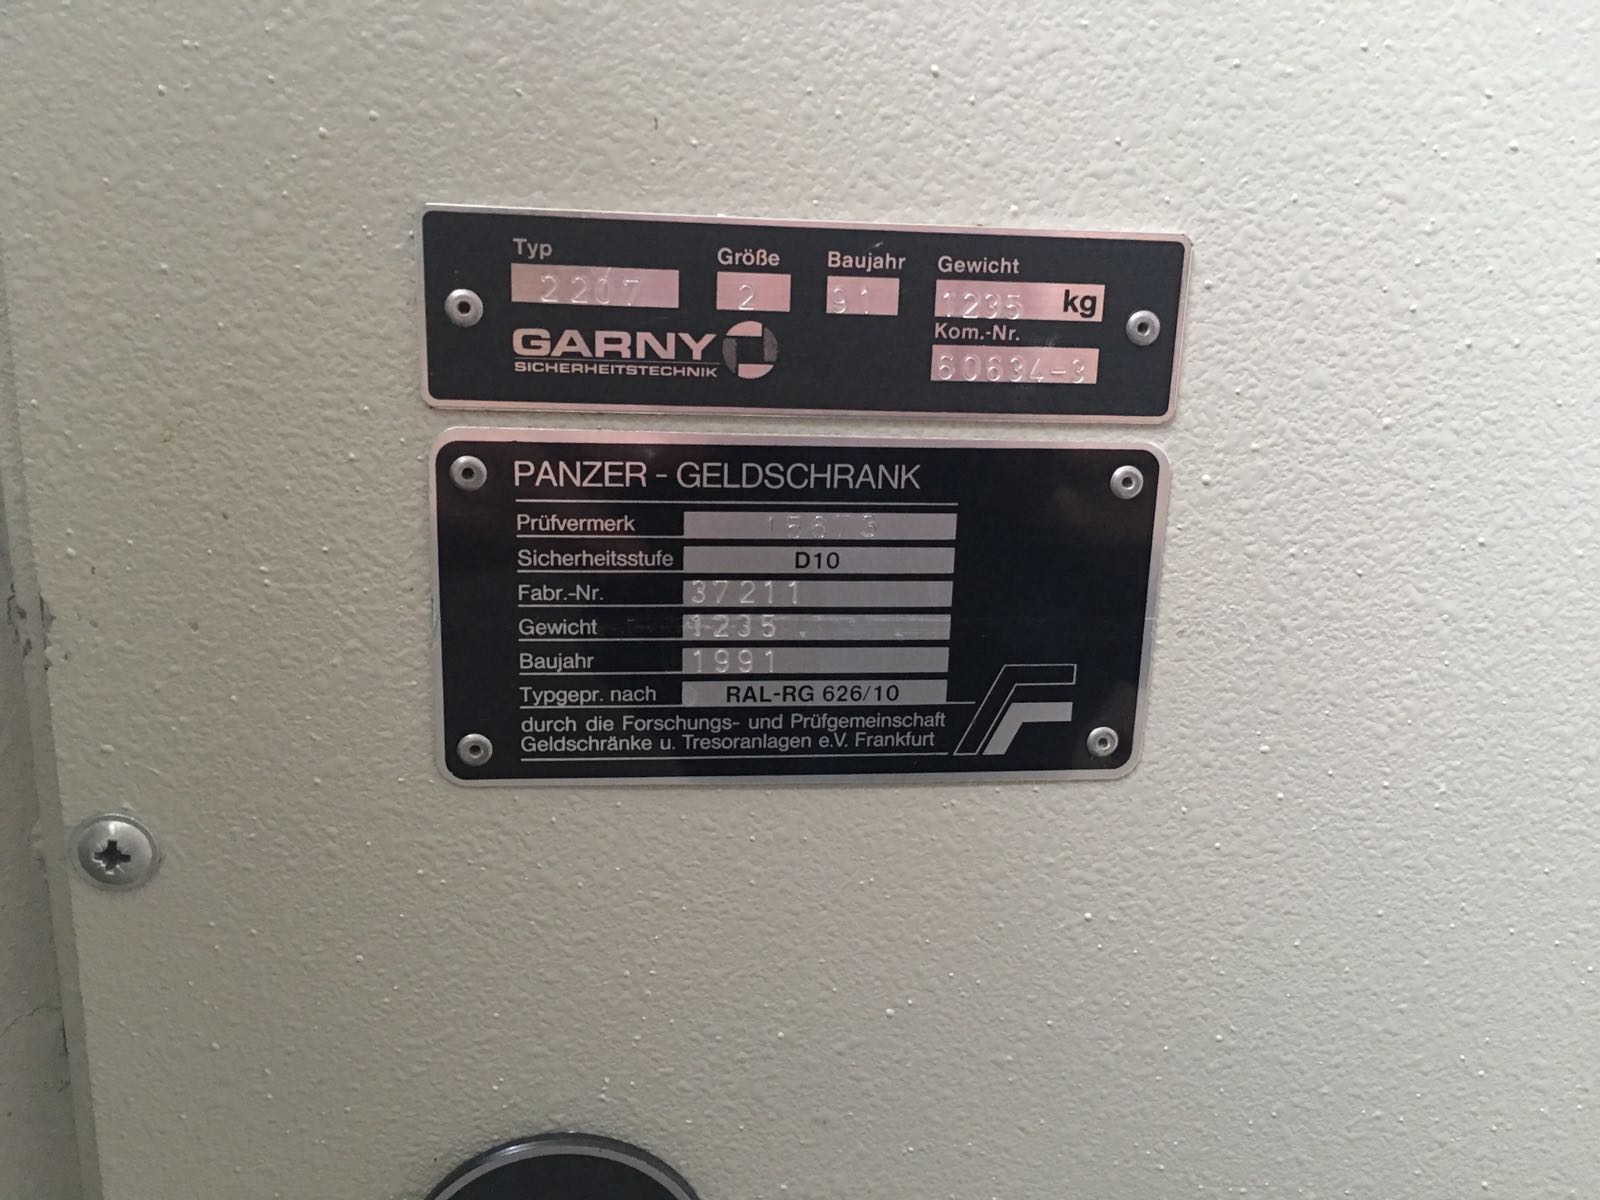 Typ Größe Baujahr Gewicht
2207 2 91 1235 kg
Kom.-Nr.
GARNY 60634-3
SICHERHEITSTECHNIK
PANZER - GELDSCHRANK
Prüfvermerk 15673
Sicherheitsstufe D10
Fabr.-Nr. 37211
Gewicht 1235
Baujahr 1991
Typgepr. nach RAL-RG 626/10
durch die Forschungs- und Prüfgemeinschaft
Geldschränke u. Tresoranlagen e.V. Frankfurt